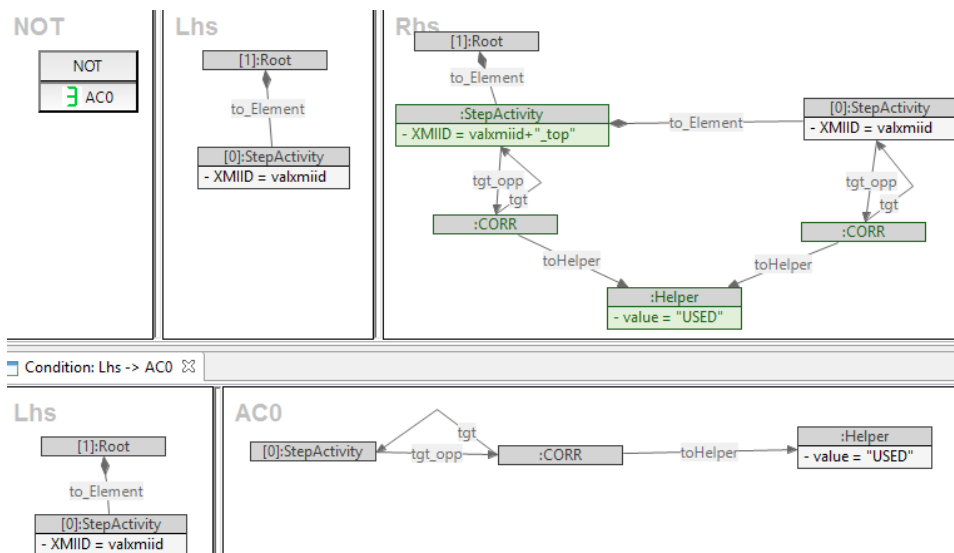 NOT
NOT
AC0
Lhs
[1]:Root
to_Element
[0]:StepActivity
- XMIID = valxmiid
Rhs
[1]:Root
to_Element
:StepActivity
- XMIID = valxmiid+"_top"
to_Element
[0]:StepActivity
- XMIID = valxmiid
tgt_opp
tgt
:CORR
tgt_opp
tgt
:CORR
toHelper
toHelper
:Helper
- value = "USED"
Condition: Lhs -> AC0
Lhs
[1]:Root
to_Element
[0]:StepActivity
- XMIID = valxmiid
AC0
[0]:StepActivity
tgt
tgt_opp
:CORR
toHelper
:Helper
- value = "USED"